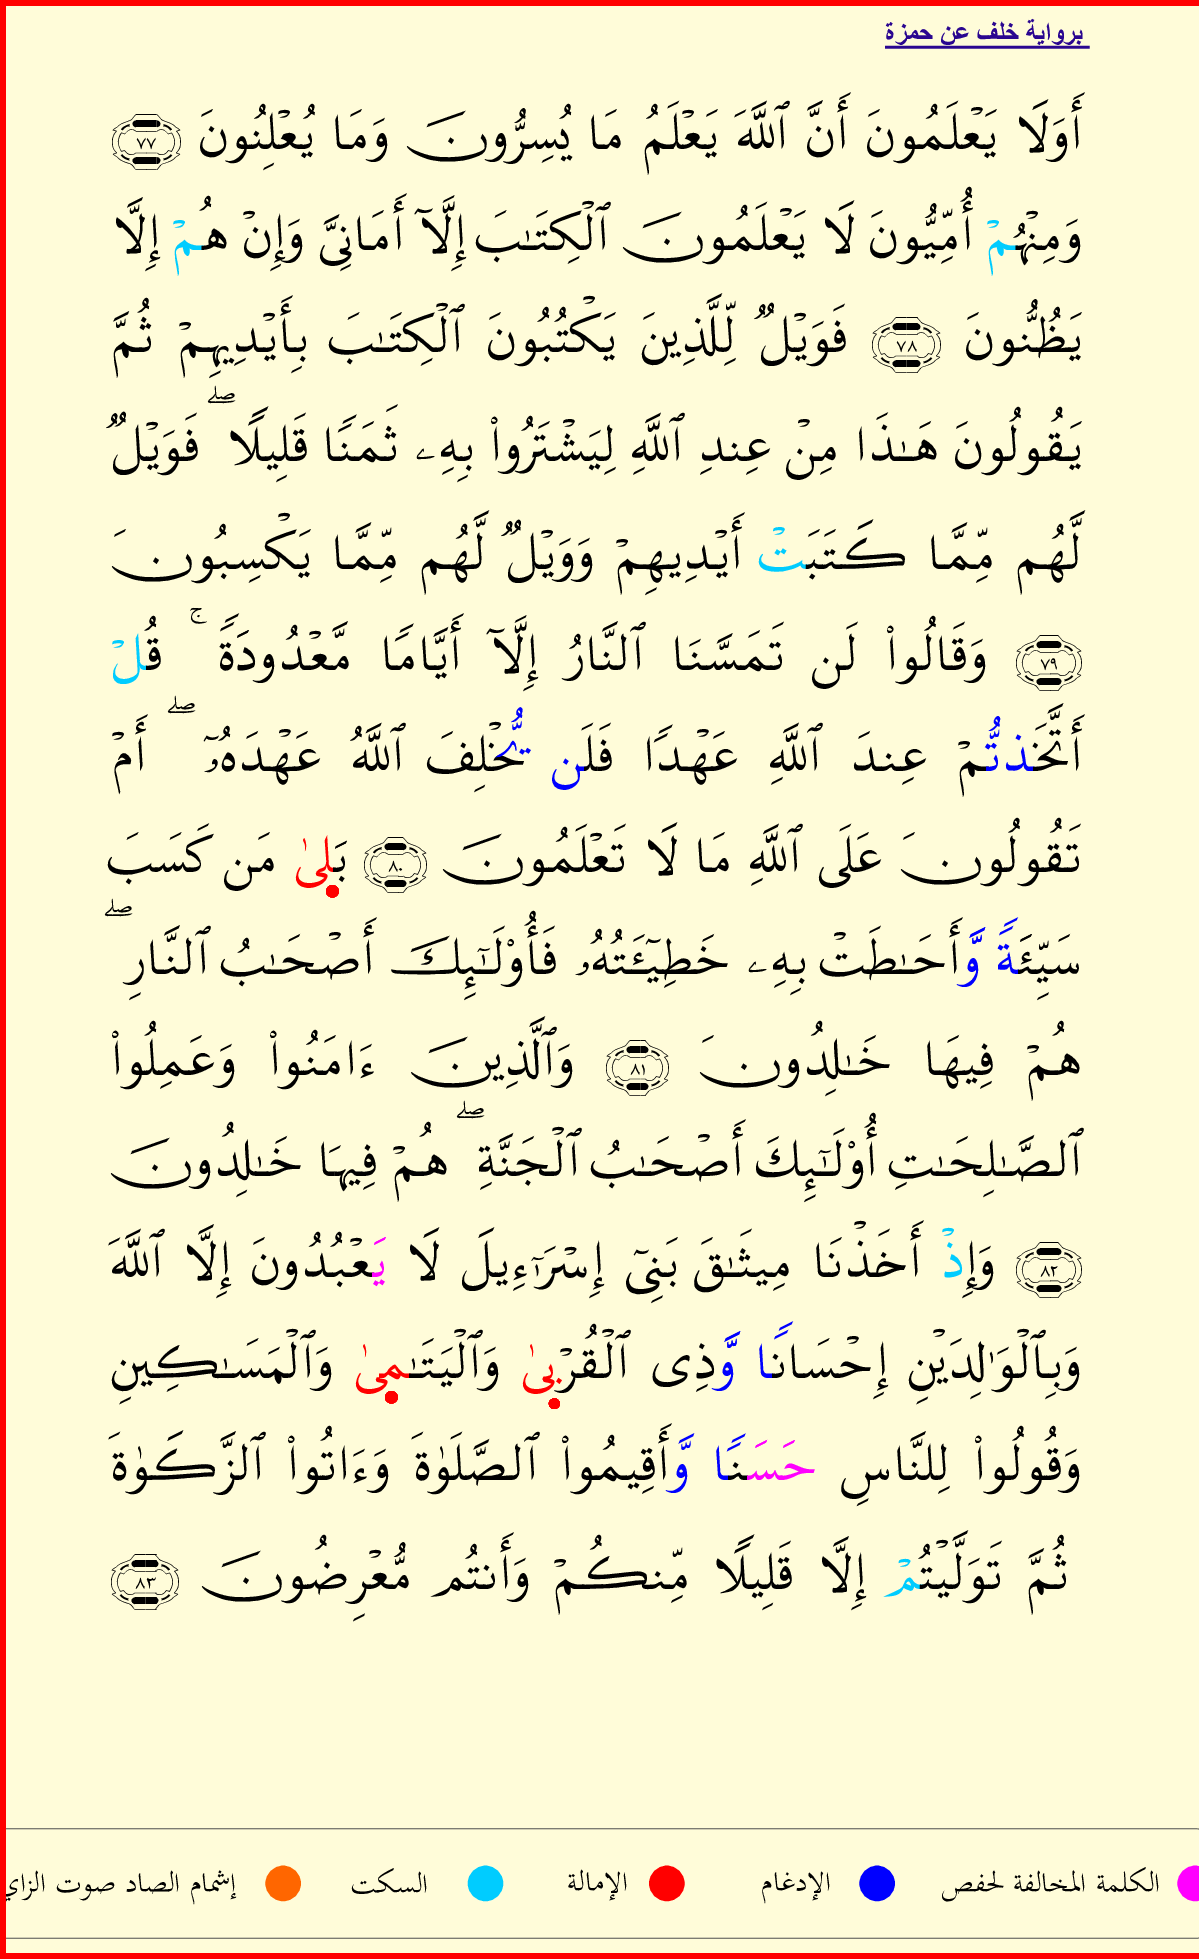 برواية خلف عن حمزة
أَوَلَا يَعۡلَمُونَ أَنَّ ٱللَّهَ يَعۡلَمُ مَا يُسِرُّونَ وَمَا يُعۡلِنُونَ ٧٧
وَمِنۡهُمۡ أُمِّيُّونَ لَا يَعۡلَمُونَ ٱلۡكِتَٰبَ إِلَّآ أَمَانِيَّ وَإِنۡ هُمۡ إِلَّا
يَظُنُّونَ ٧٨ فَوَيۡلٞ لِّلَّذِينَ يَكۡتُبُونَ ٱلۡكِتَٰبَ بِأَيۡدِيهِمۡ ثُمَّ
يَقُولُونَ هَٰذَا مِنۡ عِندِ ٱللَّهِ لِيَشۡتَرُواْ بِهِۦ ثَمَنٗا قَلِيلٗاۖ فَوَيۡلٞ
لَّهُم مِّمَّا كَتَبَتۡ أَيۡدِيهِمۡ وَوَيۡلٞ لَّهُم مِّمَّا يَكۡسِبُونَ
٧٩ وَقَالُواْ لَن تَمَسَّنَا ٱلنَّارُ إِلَّآ أَيَّامٗا مَّعۡدُودَةٗۚ قُلۡ
أَتَّخَذتُّمۡ عِندَ ٱللَّهِ عَهۡدٗا فَلَن يُّخۡلِفَ ٱللَّهُ عَهۡدَهُۥٓۖ أَمۡ
تَقُولُونَ عَلَى ٱللَّهِ مَا لَا تَعۡلَمُونَ ٨٠ بَلىٰ مَن كَسَبَ
سَيِّئَةٗ وَّأَحَٰطَتۡ بِهِۦ خَطِيٓـَٔتُهُۥ فَأُوْلَٰٓئِكَ أَصۡحَٰبُ ٱلنَّارِۖ
هُمۡ فِيهَا خَٰلِدُونَ ٨١ وَٱلَّذِينَ ءَامَنُواْ وَعَمِلُواْ
ٱلصَّٰلِحَٰتِ أُوْلَٰٓئِكَ أَصۡحَٰبُ ٱلۡجَنَّةِۖ هُمۡ فِيهَا خَٰلِدُونَ
٨٢ وَإِذۡ أَخَذۡنَا مِيثَٰقَ بَنِيٓ إِسۡرَٰٓءِيلَ لَا يَعۡبُدُونَ إِلَّا ٱللَّهَ
وَبِٱلۡوَٰلِدَيۡنِ إِحۡسَانٗا وَّذِي ٱلۡقُرۡبىٰ وَٱلۡيَتَٰمىٰ وَٱلۡمَسَٰكِينِ
وَقُولُواْ لِلنَّاسِ حَسَنٗا وَّأَقِيمُواْ ٱلصَّلَوٰةَ وَءَاتُواْ ٱلزَّكَوٰةَ
ثُمَّ تَوَلَّيۡتُمۡ إِلَّا قَلِيلٗا مِّنكُمۡ وَأَنتُم مُّعۡرِضُونَ ٨٣
الكلمة المخالفة لحفص الإدغام الإمالة السكت إشمام الصاد صوت الزاي